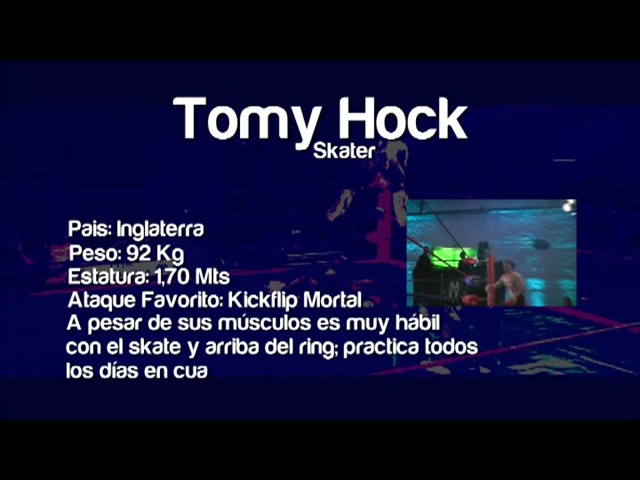 Tomy Hock
Skater
Pais: Inglaterra
Peso: 92 Kg
Estatura: 1,70 Mts
Ataque Favorito: Kickflip Mortal
A pesar de sus músculos es muy hábil
con el skate y arriba del ring; practica todos
los días en cua